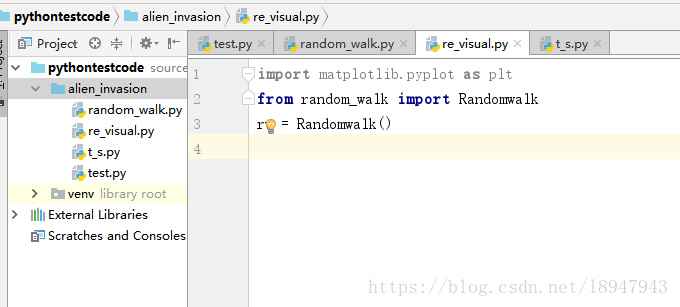 pythontestcode alien_invasion re_visual.py
Project
test.py random_walk.py re_visual.py t_s.py
pythontestcode source
alien_invasion
random_walk.py
re_visual.py
t_s.py
test.py
venv library root
External Libraries
Scratches and Consoles
1 import matplotlib.pyplot as plt
2 from random_walk import Randomwalk
3 r = Randomwalk()
4
https://blog.csdn.net/18947943